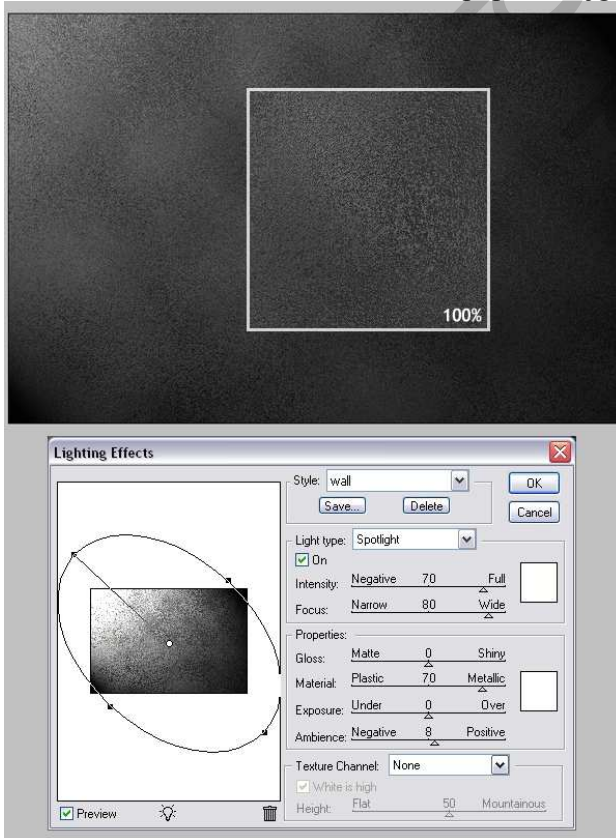 100%
Lighting Effects
Style: wall
OK
Save... Delete
Cancel
Light type: Spotlight
On
Intensity: Negative 70 Full
Focus: Narrow 80 Wide
Properties:
Gloss: Matte 0 Shiny
Material: Plastic 70 Metallic
Exposure: Under 0 Over
Ambience: Negative 8 Positive
Texture Channel: None
White is high
Height: Flat 50 Mountainous
Preview